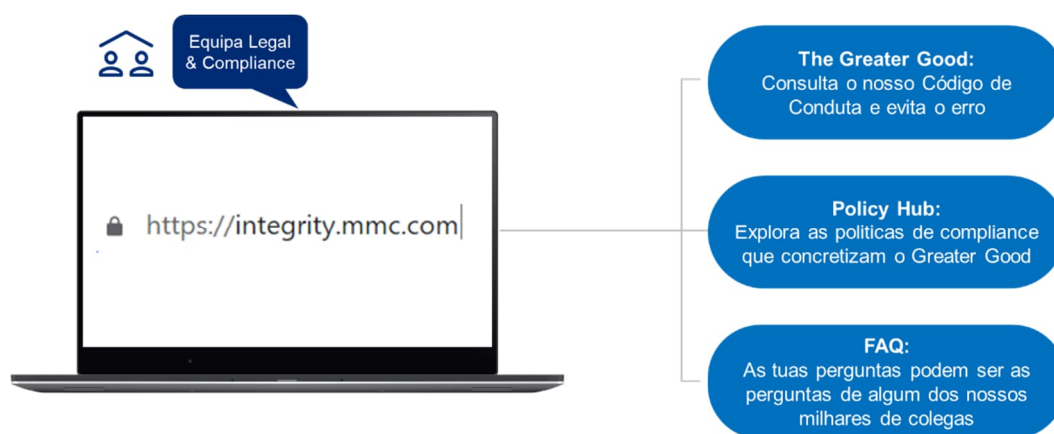 Equipa Legal
& Compliance
https://integrity.mmc.com
The Greater Good:
Consulta o nosso Código de
Conduta e evita o erro
Policy Hub:
Explora as politicas de compliance
que concretizam o Greater Good
FAQ:
As tuas perguntas podem ser as
perguntas de algum dos nossos
milhares de colegas